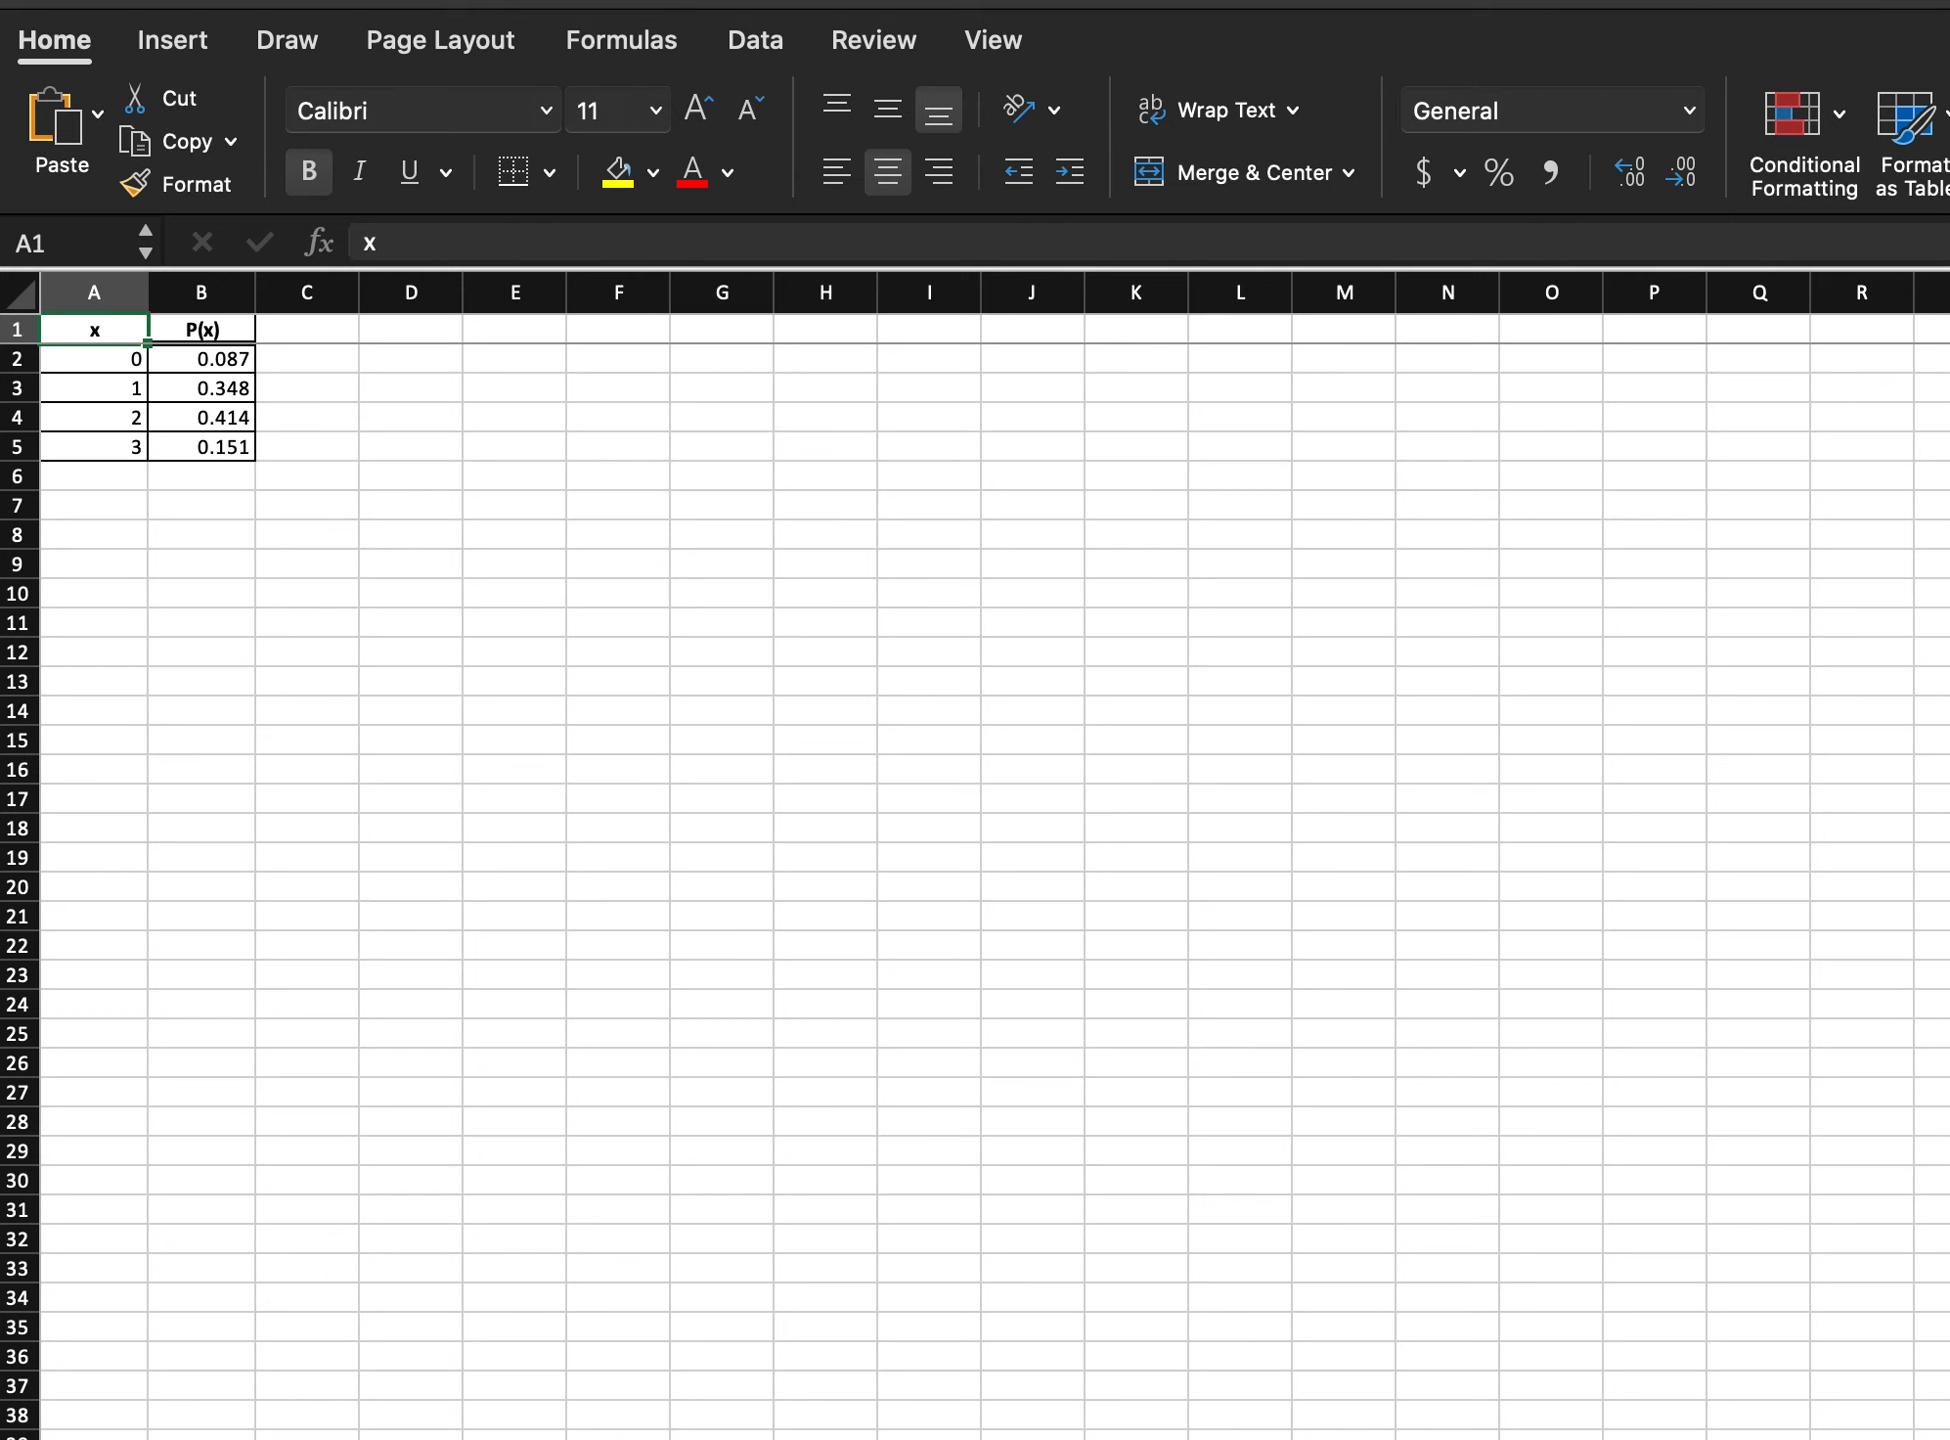 Home Insert Draw Page Layout Formulas Data Review View
Paste
Cut
Copy
Format
Calibri 11 A^ A˅
B I U A
ab
Wrap Text
Merge & Center
General
$ % , .00 .00 →.0
Conditional Formatting
Format as Table
A1 fx x
A B C D E F G H I J K L M N O P Q R
1 x P(x)
2 0 0.087
3 1 0.348
4 2 0.414
5 3 0.151
6
7
8
9
10
11
12
13
14
15
16
17
18
19
20
21
22
23
24
25
26
27
28
29
30
31
32
33
34
35
36
37
38